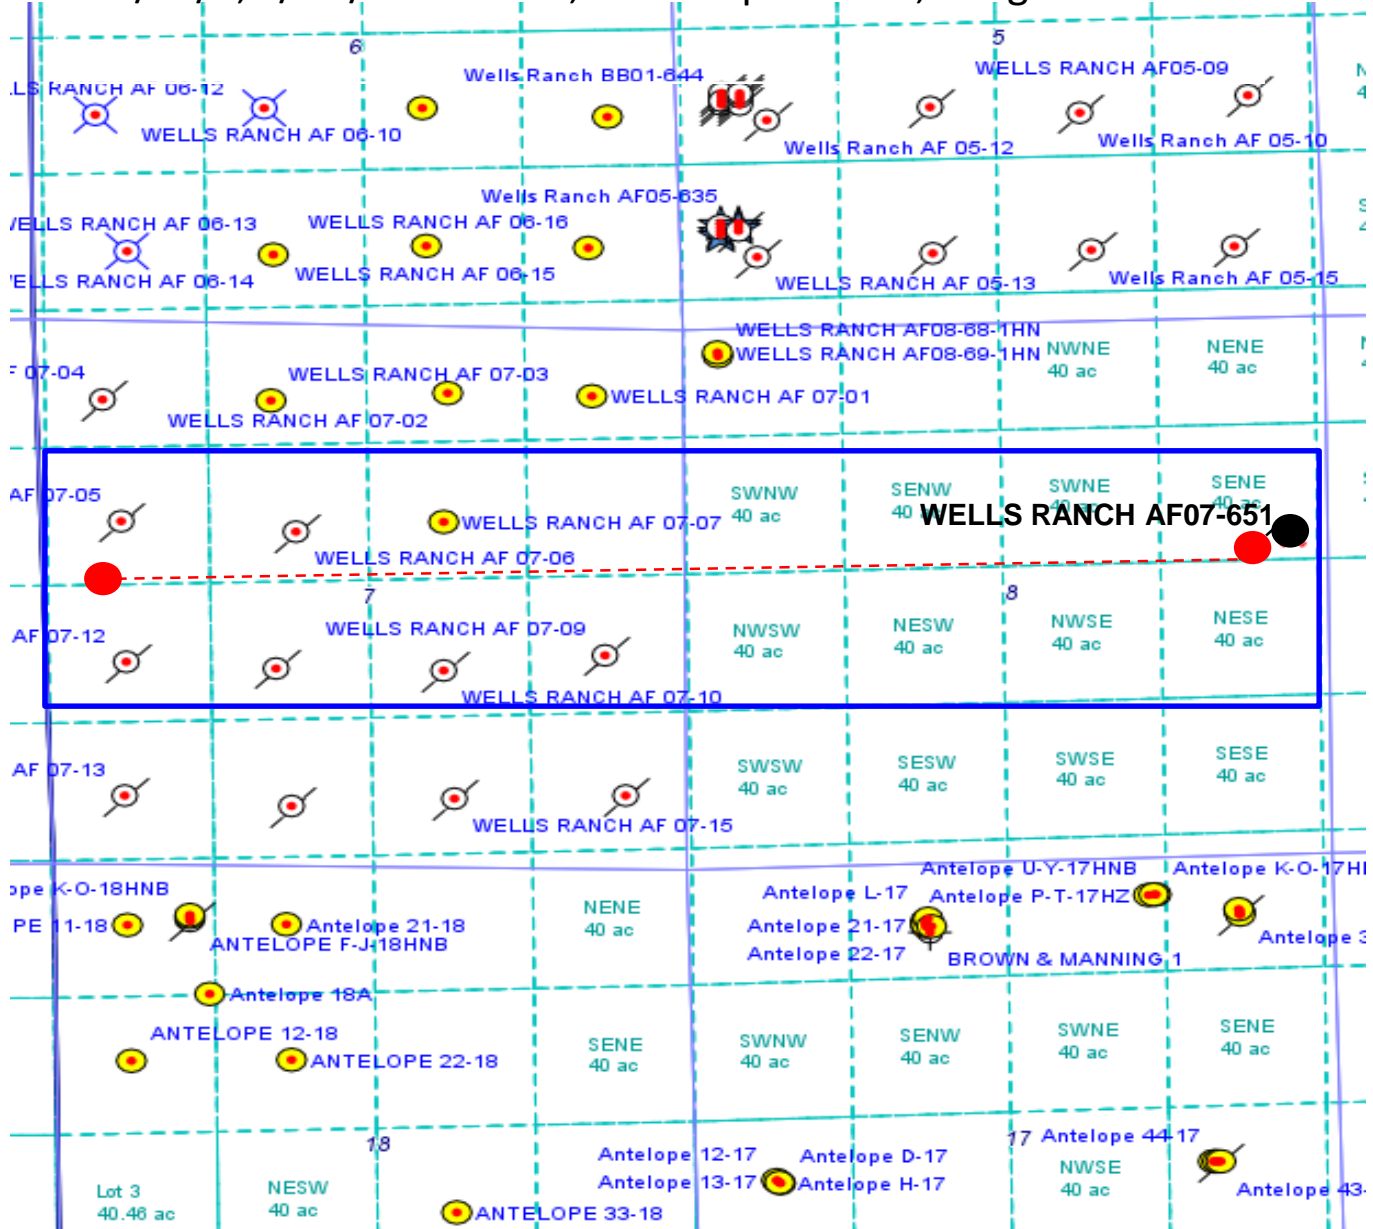 6
5
Wells Ranch BB01-644
WELLS RANCH AF05-09
LLS RANCH AF 06-12
WELLS RANCH AF 06-10
Wells Ranch AF 05-12
Wells Ranch AF 05-10
Wells Ranch AF05-635
WELLS RANCH AF 06-13
WELLS RANCH AF 06-16
WELLS RANCH AF 06-15
ELLS RANCH AF 06-14
WELLS RANCH AF 05-13
Wells Ranch AF 05-15
WELLS RANCH AF08-68-1HN
WELLS RANCH AF08-69-1HN
NWNE
40 ac
NENE
40 ac
F 07-04
WELLS RANCH AF 07-03
WELLS RANCH AF 07-01
WELLS RANCH AF 07-02
AF 07-05
SWNW
40 ac
SENW
40 ac
SWNE
40 ac
SENE
40 ac
WELLS RANCH AF07-651
WELLS RANCH AF 07-07
WELLS RANCH AF 07-06
7
8
AF 07-12
WELLS RANCH AF 07-09
NWSW
40 ac
NESW
40 ac
NWSE
40 ac
NESE
40 ac
WELLS RANCH AF 07-10
AF 07-13
SWSW
40 ac
SESW
40 ac
SWSE
40 ac
SESE
40 ac
WELLS RANCH AF 07-15
ope K-O-18HNB
Antelope U-Y-17HNB
Antelope K-O-17H
Antelope L-17
Antelope P-T-17HZ
PE 11-18
Antelope 21-18
NENE
40 ac
Antelope 21-17
ANTELOPE F-J-18HNB
Antelope 22-17
BROWN & MANNING 1
Antelope 3
Antelope 18A
ANTELOPE 12-18
ANTELOPE 22-18
SENE
40 ac
SWNW
40 ac
SENW
40 ac
SWNE
40 ac
SENE
40 ac
18
17
Antelope 44-17
Antelope 12-17
Antelope D-17
Antelope 13-17
Antelope H-17
NWSE
40 ac
Antelope 43-
Lot 3
40.46 ac
NESW
40 ac
ANTELOPE 33-18